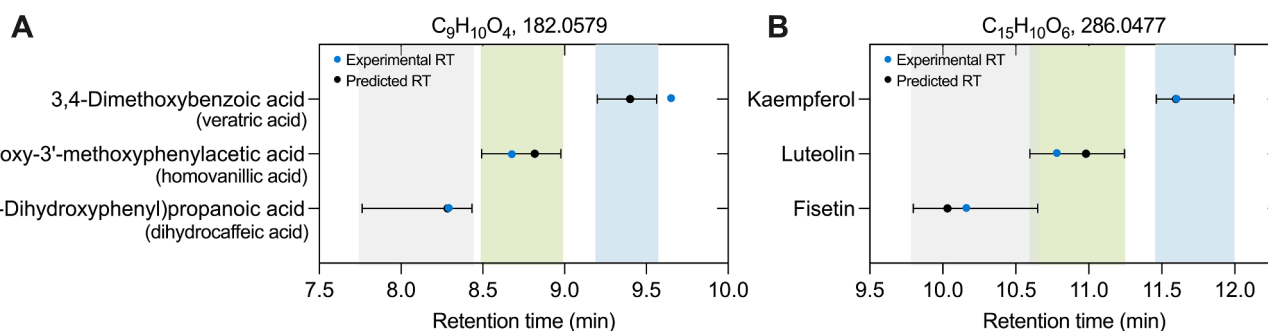 A
C₉H₁₀O₄, 182.0579
Experimental RT
Predicted RT
3,4-Dimethoxybenzoic acid
(veratric acid)
oxy-3'-methoxyphenylacetic acid
(homovanillic acid)
-Dihydroxyphenyl)propanoic acid
(dihydrocaffeic acid)
7.5 8.0 8.5 9.0 9.5 10.0
Retention time (min)
B
C₁₅H₁₀O₆, 286.0477
Experimental RT
Predicted RT
Kaempferol
Luteolin
Fisetin
9.5 10.0 10.5 11.0 11.5 12.0
Retention time (min)